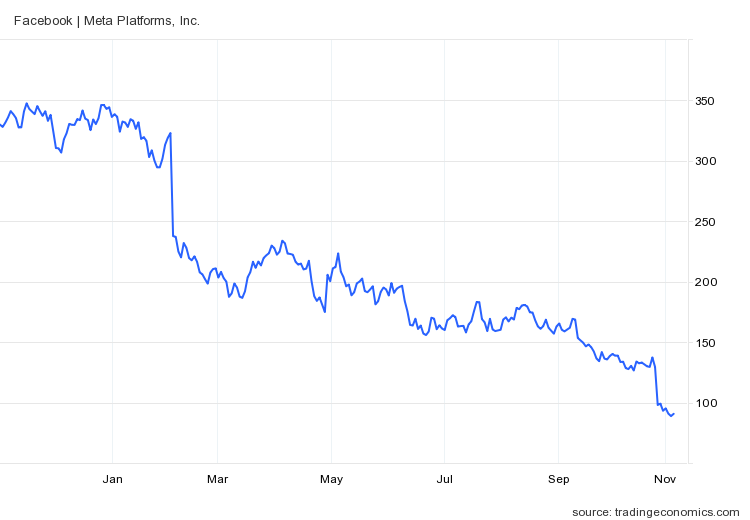 Facebook | Meta Platforms, Inc.
350
300
250
200
150
100
Jan Mar May Jul Sep Nov
source: tradingeconomics.com